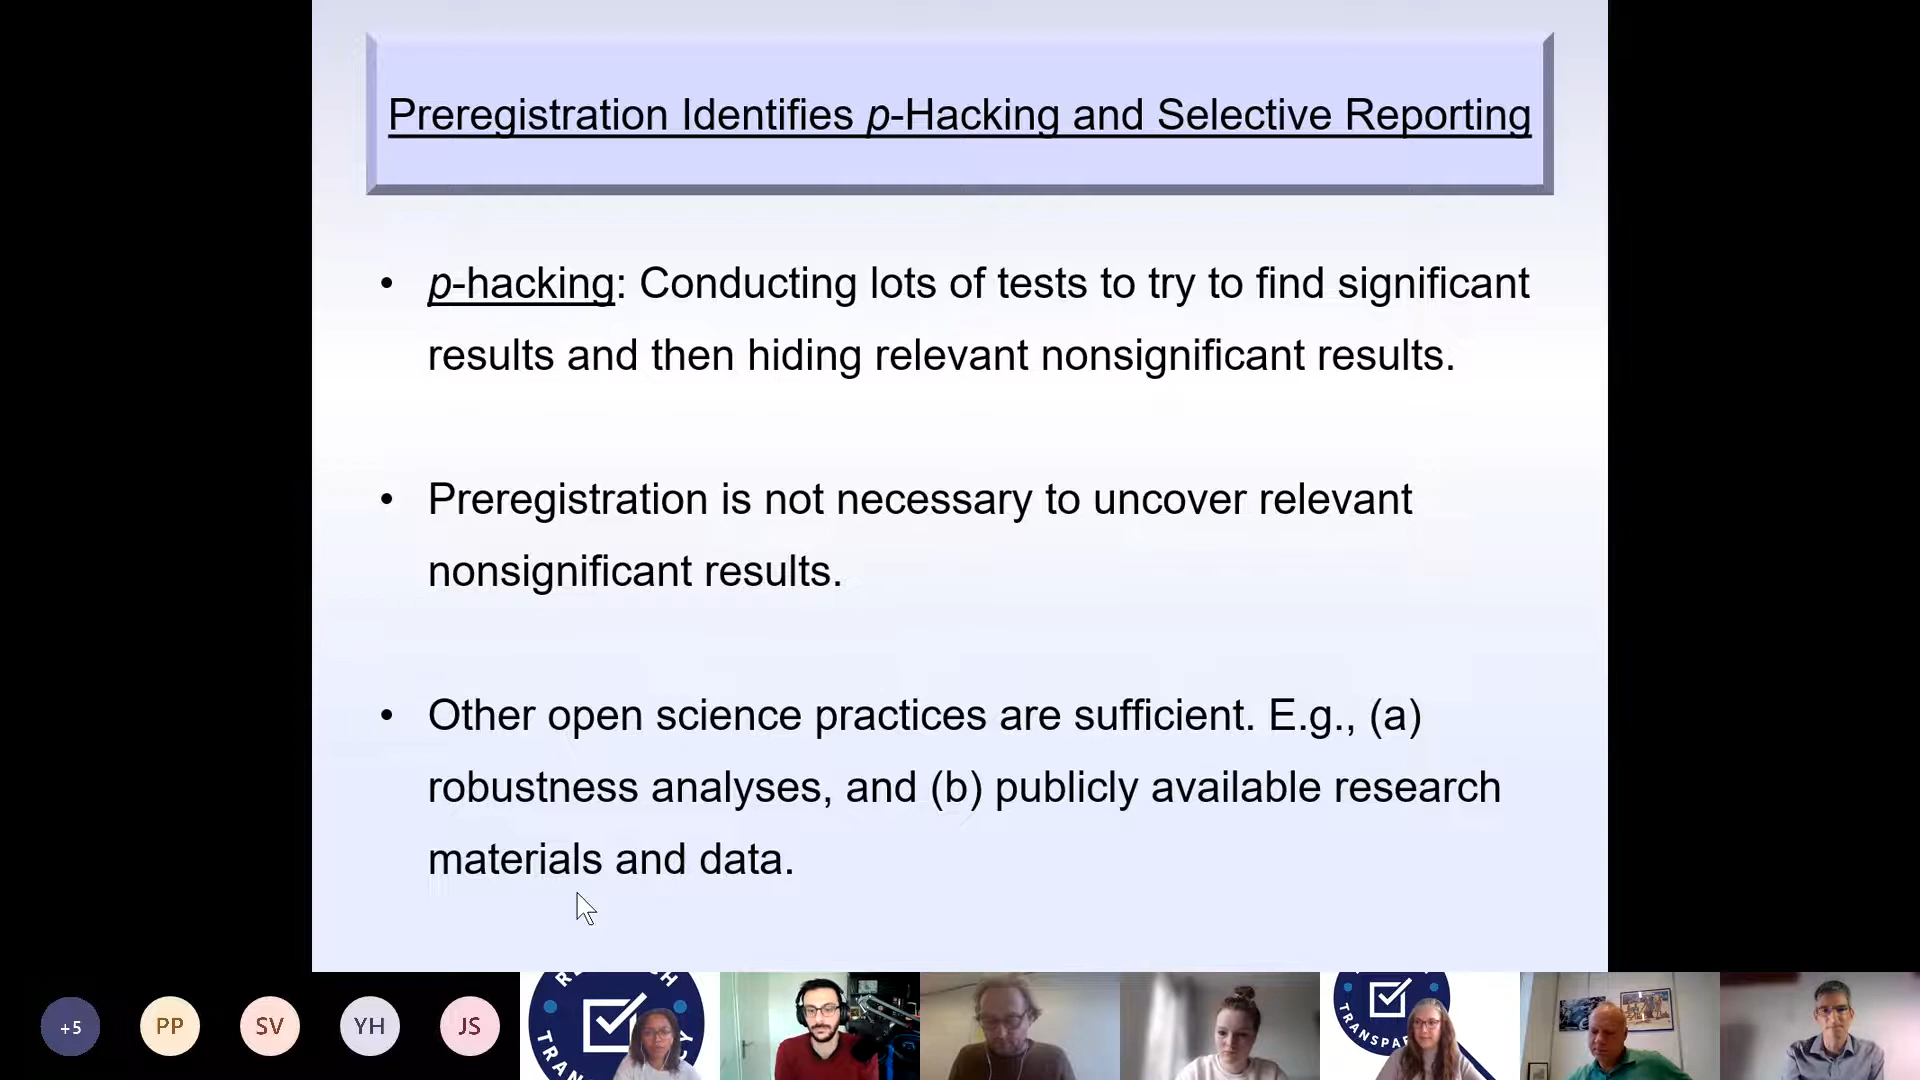 Preregistration Identifies p-Hacking and Selective Reporting
• p-hacking: Conducting lots of tests to try to find significant
results and then hiding relevant nonsignificant results.
• Preregistration is not necessary to uncover relevant
nonsignificant results.
• Other open science practices are sufficient. E.g., (a)
robustness analyses, and (b) publicly available research
materials and data.
+5
PP
SV
YH
JS